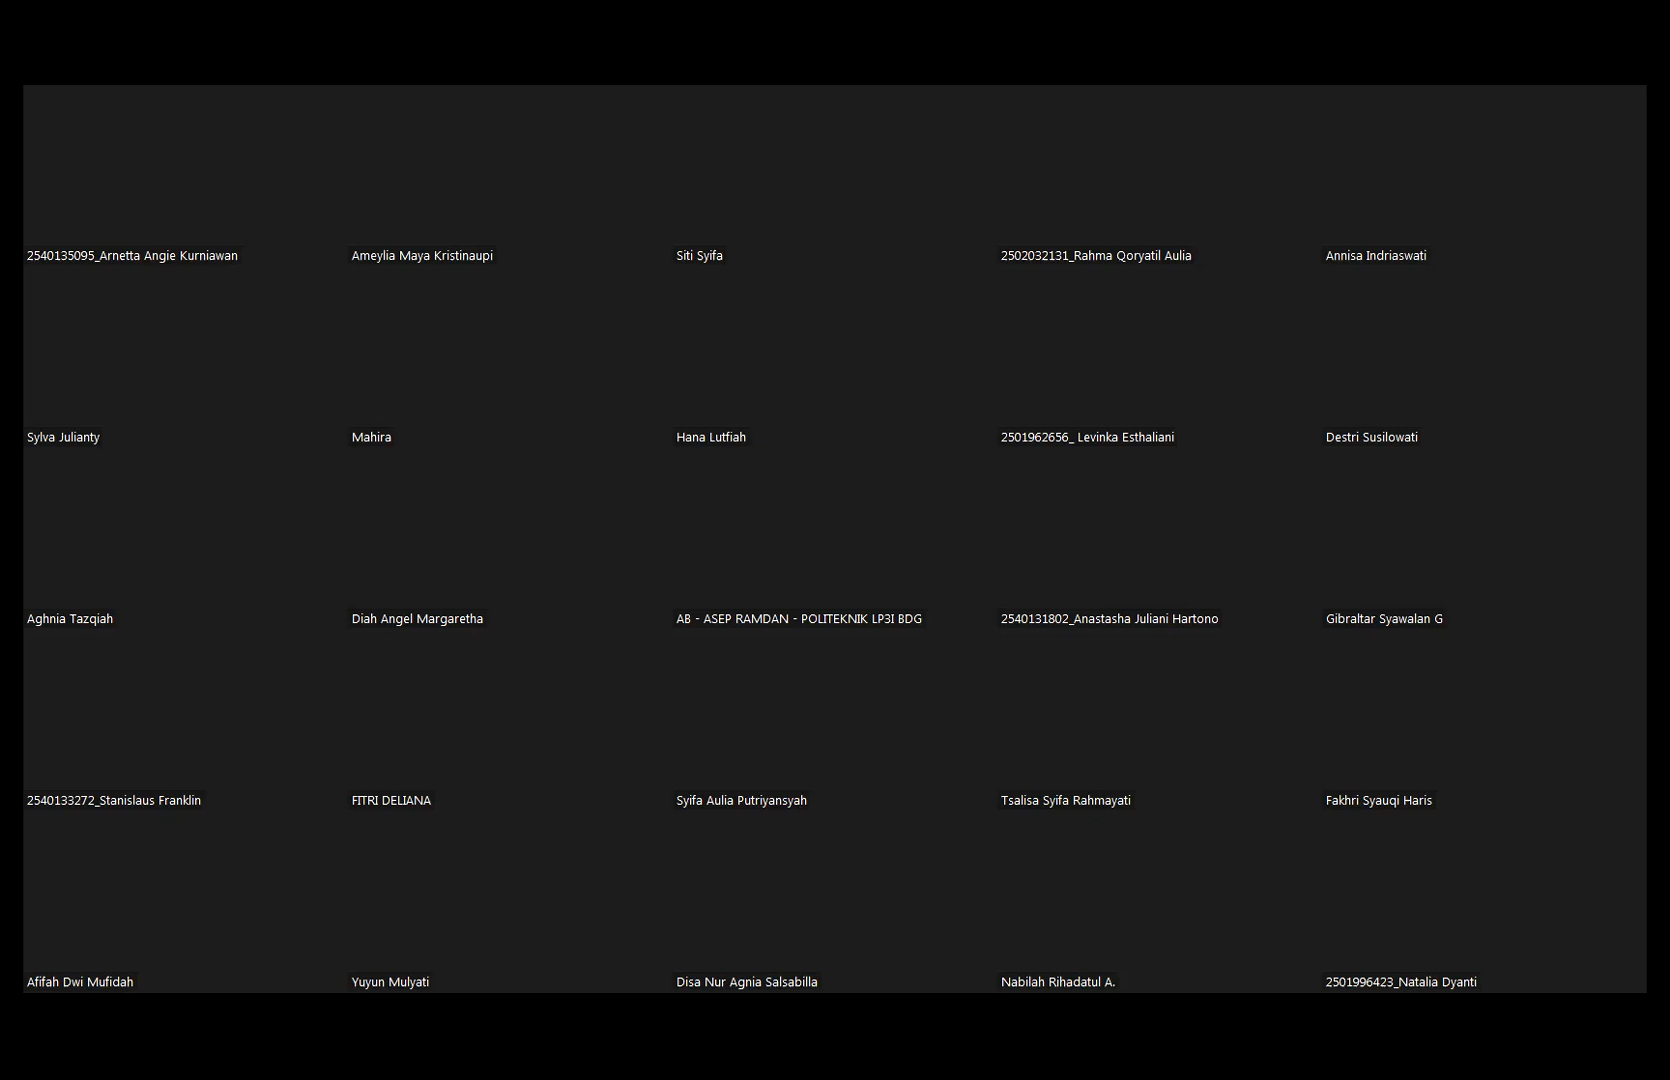 2540135095_Arnetta Angie Kurniawan
Ameylia Maya Kristinaupi
Siti Syifa
2502032131_Rahma Qoryatil Aulia
Annisa Indriaswati
Sylva Julianty
Mahira
Hana Lutfiah
2501962656_ Levinka Esthaliani
Destri Susilowati
Aghnia Tazqiah
Diah Angel Margaretha
AB - ASEP RAMDAN - POLITEKNIK LP3I BDG
2540131802_Anastasha Juliani Hartono
Gibraltar Syawalan G
2540133272_Stanislaus Franklin
FITRI DELIANA
Syifa Aulia Putriyansyah
Tsalisa Syifa Rahmayati
Fakhri Syauqi Haris
Afifah Dwi Mufidah
Yuyun Mulyati
Disa Nur Agnia Salsabilla
Nabilah Rihadatul A.
2501996423_Natalia Dyanti